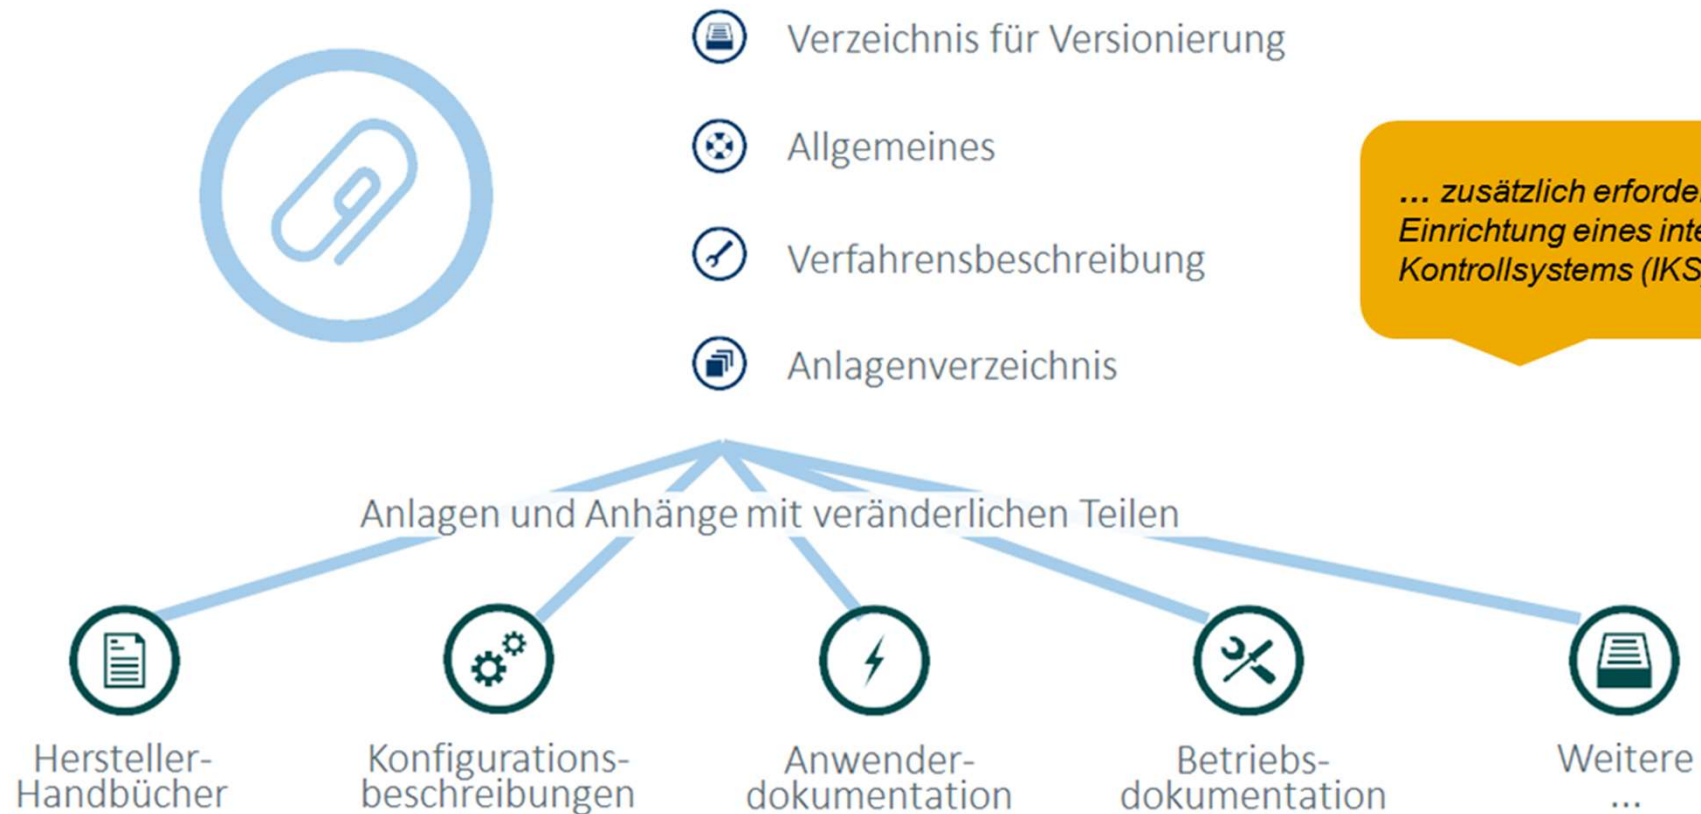 Verzeichnis für Versionierung
Allgemeines
... zusätzlich
Einrichtung eines
Kontrollsystems (IKS
Verfahrensbeschreibung
Anlagenverzeichnis
Anlagen und Anhänge mit veränderlichen Teilen
Hersteller-
Handbücher
Konfigurations-
beschreibungen
Anwender-
dokumentation
Betriebs-
dokumentation
Weitere
...